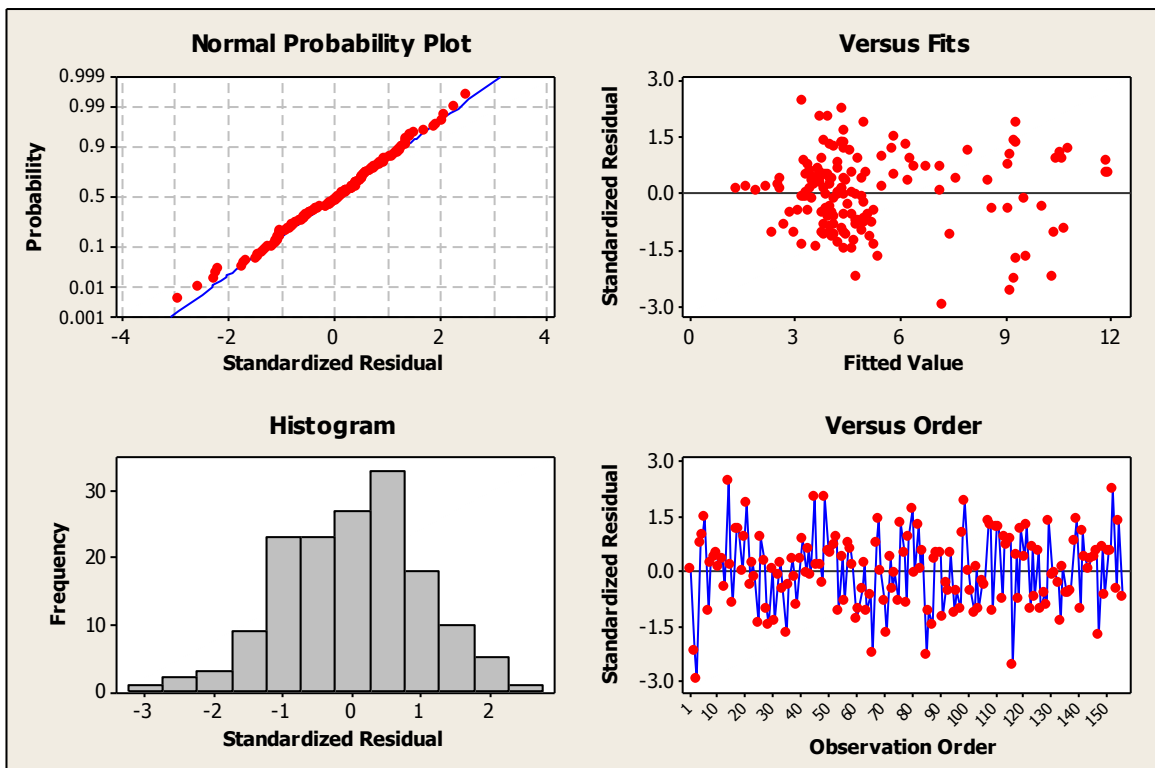 Normal Probability Plot
Probability
0.999
0.99
0.9
0.5
0.1
0.01
0.001
-4 -2 0 2 4
Standardized Residual
Versus Fits
Standardized Residual
3.0
1.5
0.0
-1.5
-3.0
0 3 6 9 12
Fitted Value
Histogram
Frequency
30
20
10
0
-3 -2 -1 0 1 2
Standardized Residual
Versus Order
Standardized Residual
3.0
1.5
0.0
-1.5
-3.0
1 10 20 30 40 50 60 70 80 90 100 110 120 130 140 150
Observation Order